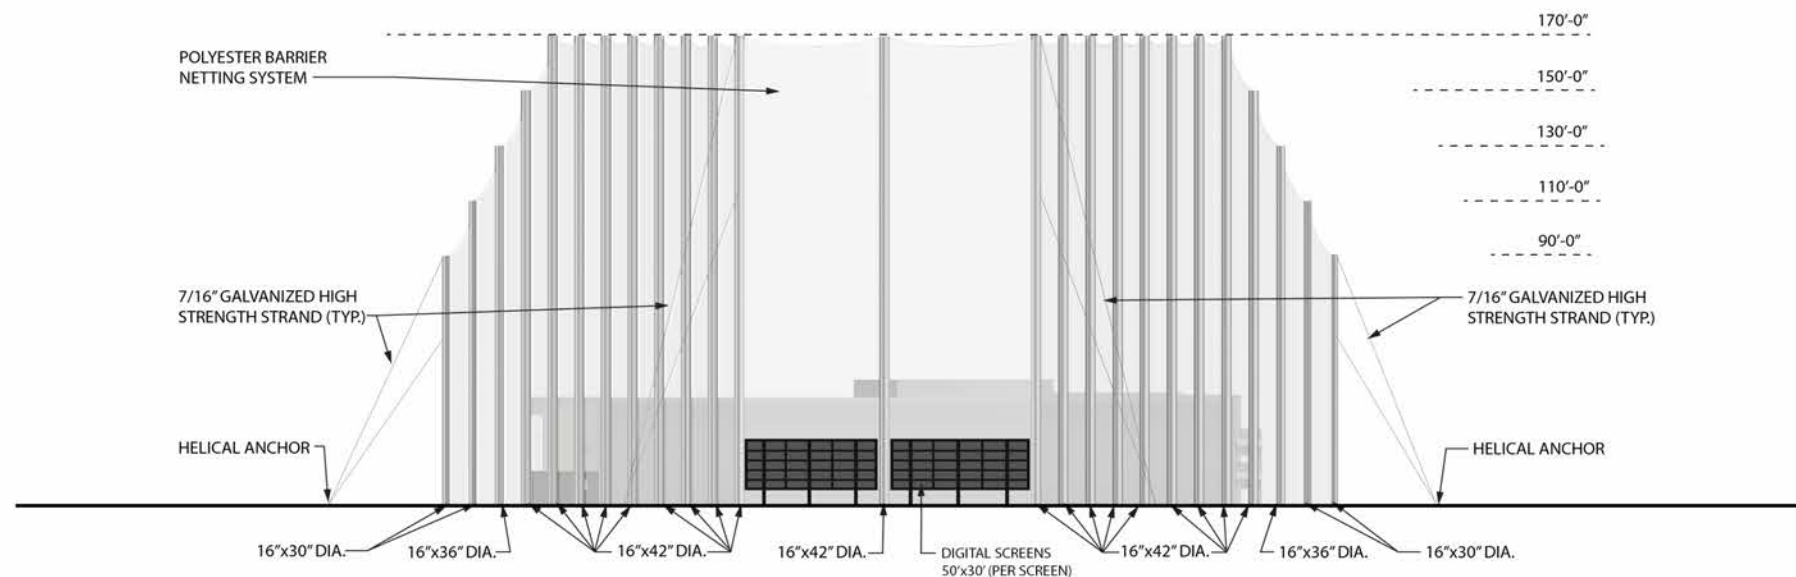 170'-0"
POLYESTER BARRIER
NETTING SYSTEM
150'-0"
130'-0"
110'-0"
90'-0"
7/16" GALVANIZED HIGH
STRENGTH STRAND (TYP.)
7/16" GALVANIZED HIGH
STRENGTH STRAND (TYP.)
HELICAL ANCHOR
HELICAL ANCHOR
16"x30" DIA.
16"x36" DIA.
16"x42" DIA.
16"x42" DIA.
DIGITAL SCREENS
50'x30' (PER SCREEN)
16"x42" DIA.
16"x36" DIA.
16"x30" DIA.